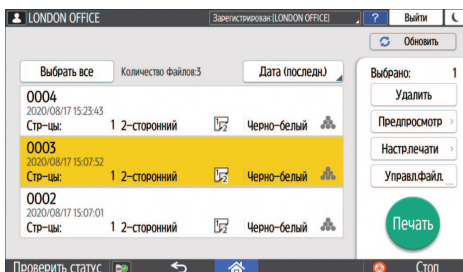 LONDON OFFICE
Зарегистрирован:[LONDON OFFICE]
?
Выйти
Обновить
Выбрать все
Количество файлов:3
Дата (последн.)
Выбрано: 1
0004
2020/08/17 15:23:43
Стр-цы: 1 2-сторонний Черно-белый
Удалить
Предпросмотр
0003
2020/08/17 15:07:52
Стр-цы: 1 2-сторонний Черно-белый
Настр.печати
Управл.файл.
0002
2020/08/17 15:07:01
Стр-цы: 1 2-сторонний Черно-белый
Печать
Проверить статус
Стоп